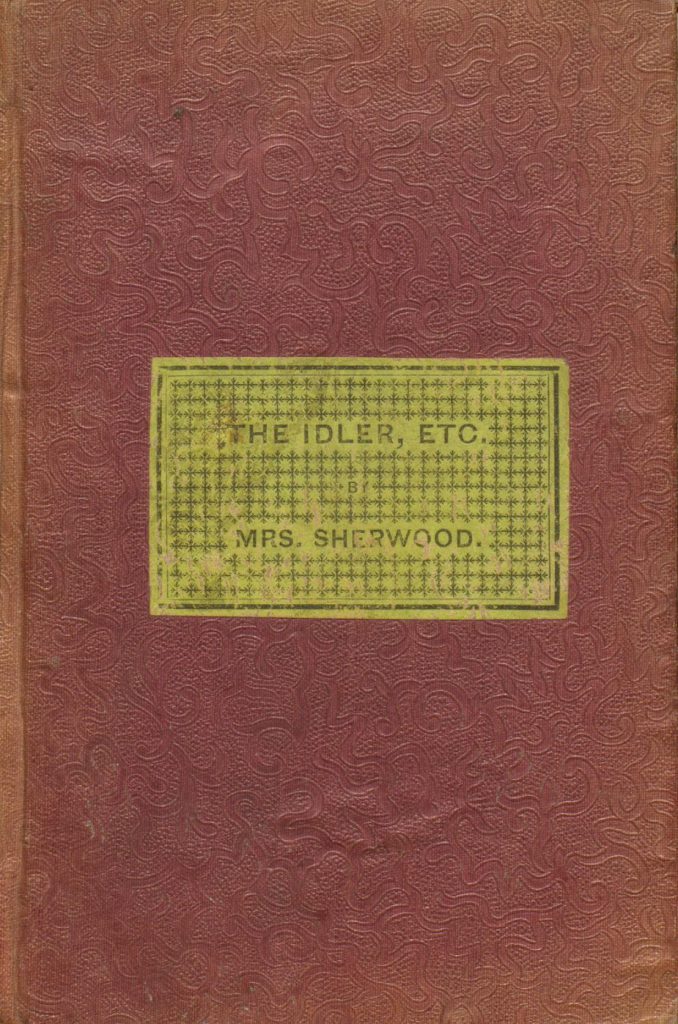 THE IDLER, ETC.
BY
MRS. SHERWOOD.